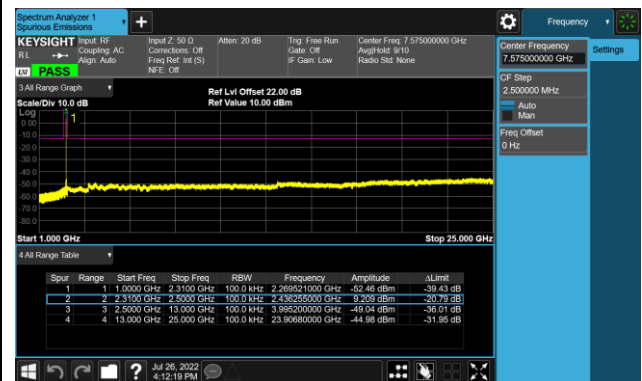 Spectrum Analyzer 1
Spurious Emissions
Frequency
KEYSIGHT Input: RF Input Z: 50 Ω Atten: 20 dB Trig: Free Run Center Freq: 7.575000000 GHz
RL Coupling: AC Corrections: Off Gate: Off Avg|Hold: 9/10
Align: Auto Freq Ref: Int (S) IF Gain: Low Radio Std: None
LW PASS NFE: Off
Center Frequency
7.575000000 GHz
Settings
CF Step
2.500000 MHz
Auto
Man
Freq Offset
0 Hz
3 All Range Graph Ref Lvl Offset 22.00 dB
Scale/Div 10.0 dB Ref Value 10.00 dBm
Log
1
0.00
-10.0
-20.0
-30.0
-40.0
-50.0
-60.0
-70.0
-80.0
Start 1.000 GHz Stop 25.000 GHz
4 All Range Table
Spur Range Start Freq Stop Freq RBW Frequency Amplitude ΔLimit
1 1 1.0000 GHz 2.3100 GHz 100.0 kHz 2.269521000 GHz -52.46 dBm -39.43 dB
2 2 2.3100 GHz 2.5000 GHz 100.0 kHz 2.436255000 GHz 9.209 dBm -20.79 dB
3 3 2.5000 GHz 13.000 GHz 100.0 kHz 3.995200000 GHz -49.04 dBm -36.01 dB
4 4 13.000 GHz 25.000 GHz 100.0 kHz 23.90680000 GHz -44.98 dBm -31.95 dB
Jul 26, 2022
4:12:19 PM